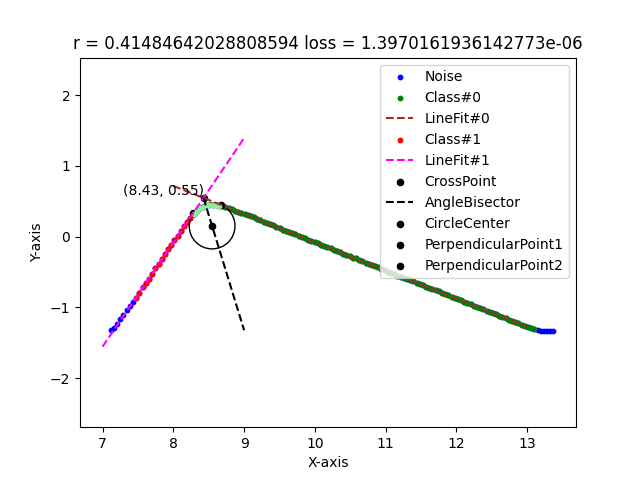 r = 0.41484642028808594 loss = 1.3970161936142773e-06
Noise
Class#0
LineFit#0
Class#1
LineFit#1
CrossPoint
AngleBisector
CircleCenter
PerpendicularPoint1
PerpendicularPoint2
(8.43, 0.55)
Y-axis
2
1
0
−1
−2
7 8 9 10 11 12 13
X-axis